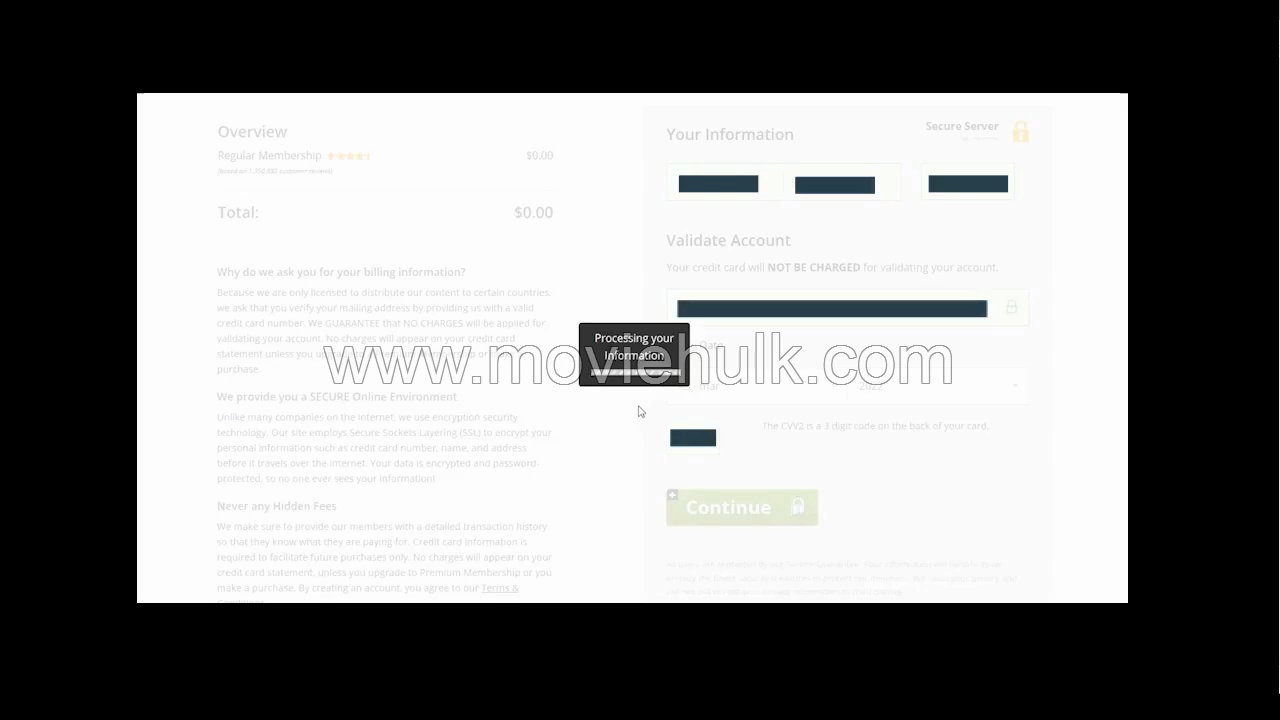 Overview
Regular Membership $0.00
(based on 1,350,650 customer reviews)
Total: $0.00
Why do we ask you for your billing information?
Because we are only licensed to distribute our content to certain countries,
we ask that you verify your mailing address by providing us with a valid
credit card number. We GUARANTEE that NO CHARGES will be applied for
validating your account. No charges will appear on your credit card
statement unless you
purchase.
We provide you a SECURE Online Environment
Unlike many companies on the Internet, we use encryption security
technology. Our site employs Secure Sockets Layering (SSL) to encrypt your
personal information such as credit card number, name, and address
before it travels over the Internet. Your data is encrypted and password-
protected, so no one ever sees your information!
Never any Hidden Fees
We make sure to provide our members with a detailed transaction history
so that they know what they are paying for. Credit card information is
required to facilitate future purchases only. No charges will appear on your
credit card statement, unless you upgrade to Premium Membership or you
make a purchase. By creating an account, you agree to our Terms &
Your Information
Secure Server
Validate Account
Your credit card will NOT BE CHARGED for validating your account.
Date
mar
The CVV2 is a 3 digit code on the back of your card.
Continue
Processing your
Information
www.moviehulk.com